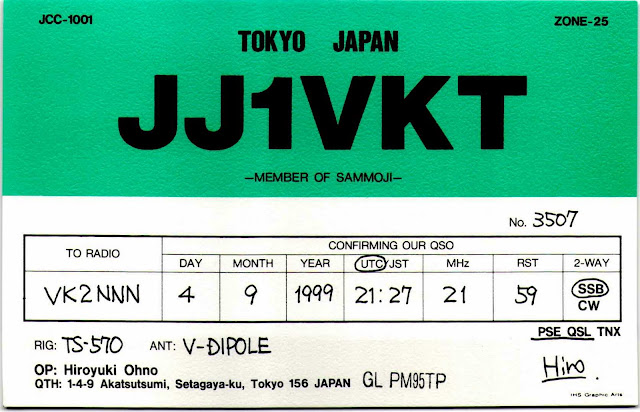 JCC-1001 ZONE-25
TOKYO JAPAN
JJ1VKT
—MEMBER OF SAMMOJI—
No. 3507
TO RADIO CONFIRMING OUR QSO
DAY MONTH YEAR UTC/JST MHz RST 2-WAY
VK2NNN 4 9 1999 21:27 21 59 SSB
CW
RIG: TS-570 ANT: V-DIPOLE PSE QSL TNX
OP: Hiroyuki Ohno
QTH: 1-4-9 Akatsutsumi, Setagaya-ku, Tokyo 156 JAPAN GL PM95TP Hiro.
IHS Graphic Arts